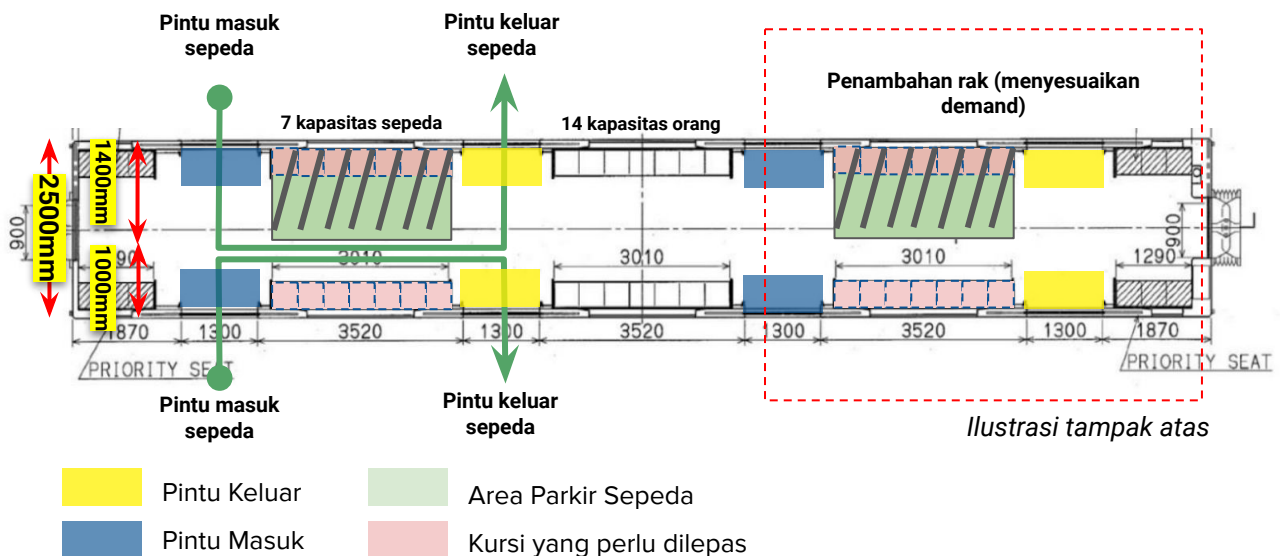 Pintu masuk
sepeda
Pintu keluar
sepeda
Penambahan rak (menyesuaikan
demand)
7 kapasitas sepeda
14 kapasitas orang
1400mm
2500mm
1000mm
900
900
90
3010
3010
3010
1290
1870
1300
3520
1300
3520
1300
3520
1300
1870
PRIORITY SEAT
PRIORITY SEAT
Pintu masuk
sepeda
Pintu keluar
sepeda
Ilustrasi tampak atas
Pintu Keluar
Area Parkir Sepeda
Pintu Masuk
Kursi yang perlu dilepas